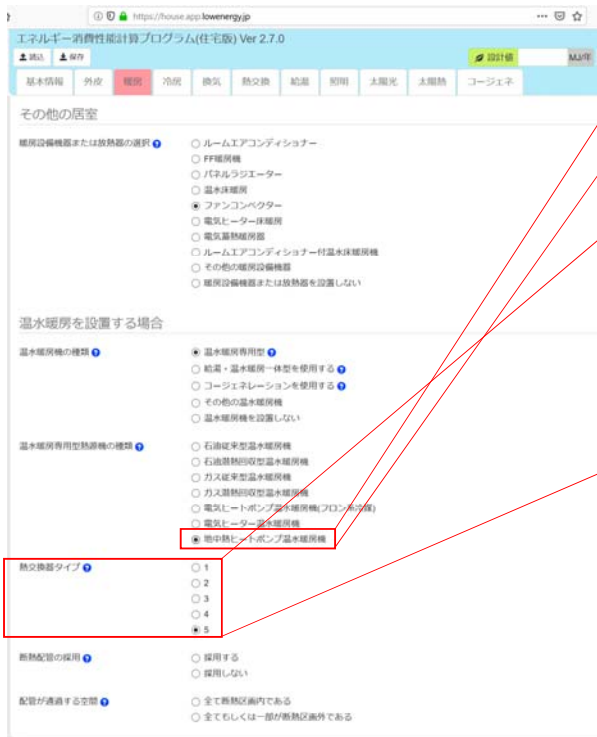 https://house.app.lowenergy.jp
エネルギー消費性能計算プログラム(住宅版) Ver 2.7.0
読込 保存 設計値 MJ/年
基本情報 外皮 暖房 冷房 換気 熱交換 給湯 照明 太陽光 太陽熱 コージェネ
その他の居室
暖房設備機器または放熱器の選択 ルームエアコンディショナー
FF暖房機
パネルラジエーター
温水床暖房
ファンコンベクター
電気ヒーター床暖房
電気蓄熱暖房器
ルームエアコンディショナー付温水床暖房機
その他の暖房設備機器
暖房設備機器または放熱器を設置しない
温水暖房を設置する場合
温水暖房機の種類 温水暖房専用型
給湯・温水暖房一体型を使用する
コージェネレーションを使用する
その他の温水暖房機
温水暖房機を設置しない
温水暖房専用型熱源機の種類 石油従来型温水暖房機
石油潜熱回収型温水暖房機
ガス従来型温水暖房機
ガス潜熱回収型温水暖房機
電気ヒートポンプ温水暖房機(フロン系冷媒)
電気ヒーター温水暖房機
地中熱ヒートポンプ温水暖房機
熱交換器タイプ 1
2
3
4
5
断熱配管の採用 採用する
採用しない
配管が通過する空間 全て断熱区画内である
全てもしくは一部が断熱区画外である